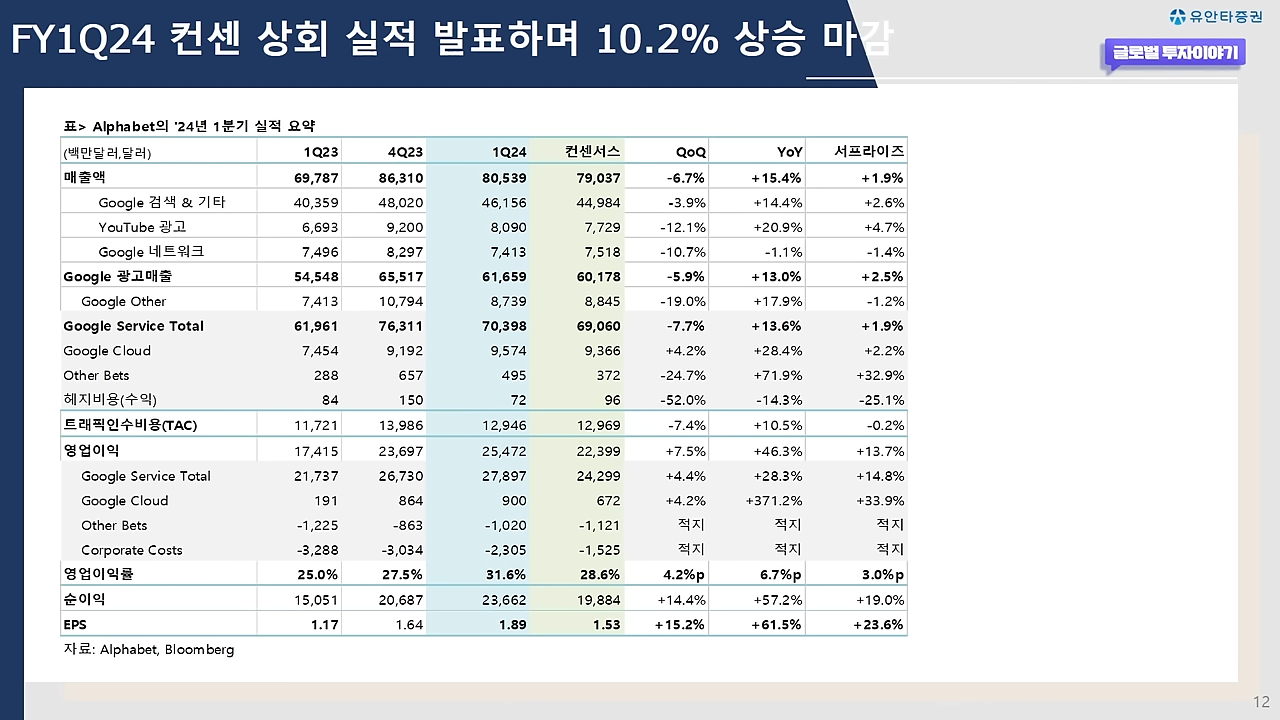 FY1Q24 컨센 상회 실적 발표하며 10.2% 상승 마감
유안타증권
글로벌 투자이야기
표> Alphabet의 '24년 1분기 실적 요약
(백만달러,달러) 1Q23 4Q23 1Q24 컨센서스 QoQ YoY 서프라이즈
매출액 69,787 86,310 80,539 79,037 -6.7% +15.4% +1.9%
Google 검색 & 기타 40,359 48,020 46,156 44,984 -3.9% +14.4% +2.6%
YouTube 광고 6,693 9,200 8,090 7,729 -12.1% +20.9% +4.7%
Google 네트워크 7,496 8,297 7,413 7,518 -10.7% -1.1% -1.4%
Google 광고매출 54,548 65,517 61,659 60,178 -5.9% +13.0% +2.5%
Google Other 7,413 10,794 8,739 8,845 -19.0% +17.9% -1.2%
Google Service Total 61,961 76,311 70,398 69,060 -7.7% +13.6% +1.9%
Google Cloud 7,454 9,192 9,574 9,366 +4.2% +28.4% +2.2%
Other Bets 288 657 495 372 -24.7% +71.9% +32.9%
헤지비용(수익) 84 150 72 96 -52.0% -14.3% -25.1%
트래픽인수비용(TAC) 11,721 13,986 12,946 12,969 -7.4% +10.5% -0.2%
영업이익 17,415 23,697 25,472 22,399 +7.5% +46.3% +13.7%
Google Service Total 21,737 26,730 27,897 24,299 +4.4% +28.3% +14.8%
Google Cloud 191 864 900 672 +4.2% +371.2% +33.9%
Other Bets -1,225 -863 -1,020 -1,121 적지 적지 적지
Corporate Costs -3,288 -3,034 -2,305 -1,525 적지 적지 적지
영업이익률 25.0% 27.5% 31.6% 28.6% 4.2%p 6.7%p 3.0%p
순이익 15,051 20,687 23,662 19,884 +14.4% +57.2% +19.0%
EPS 1.17 1.64 1.89 1.53 +15.2% +61.5% +23.6%
자료: Alphabet, Bloomberg
12